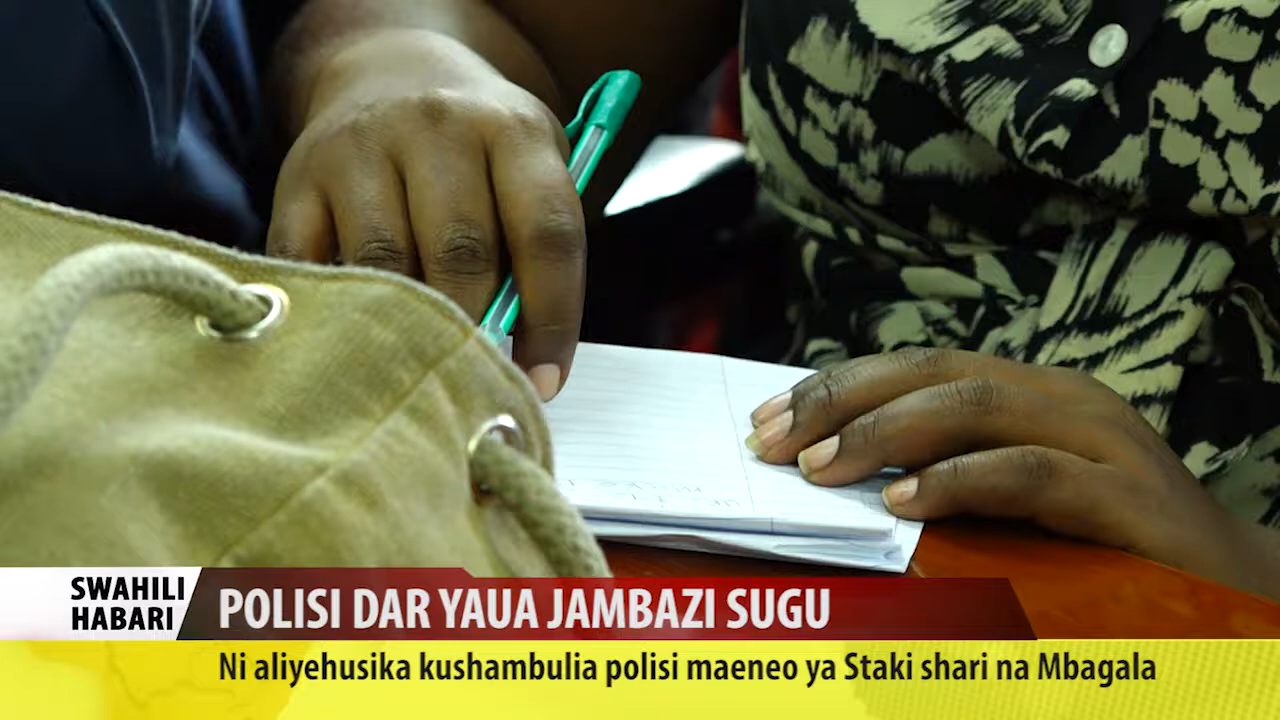 SWAHILI
HABARI
POLISI DAR YAUA JAMBAZI SUGU
Ni aliyehusika kushambulia polisi maeneo ya Staki shari na Mbagala